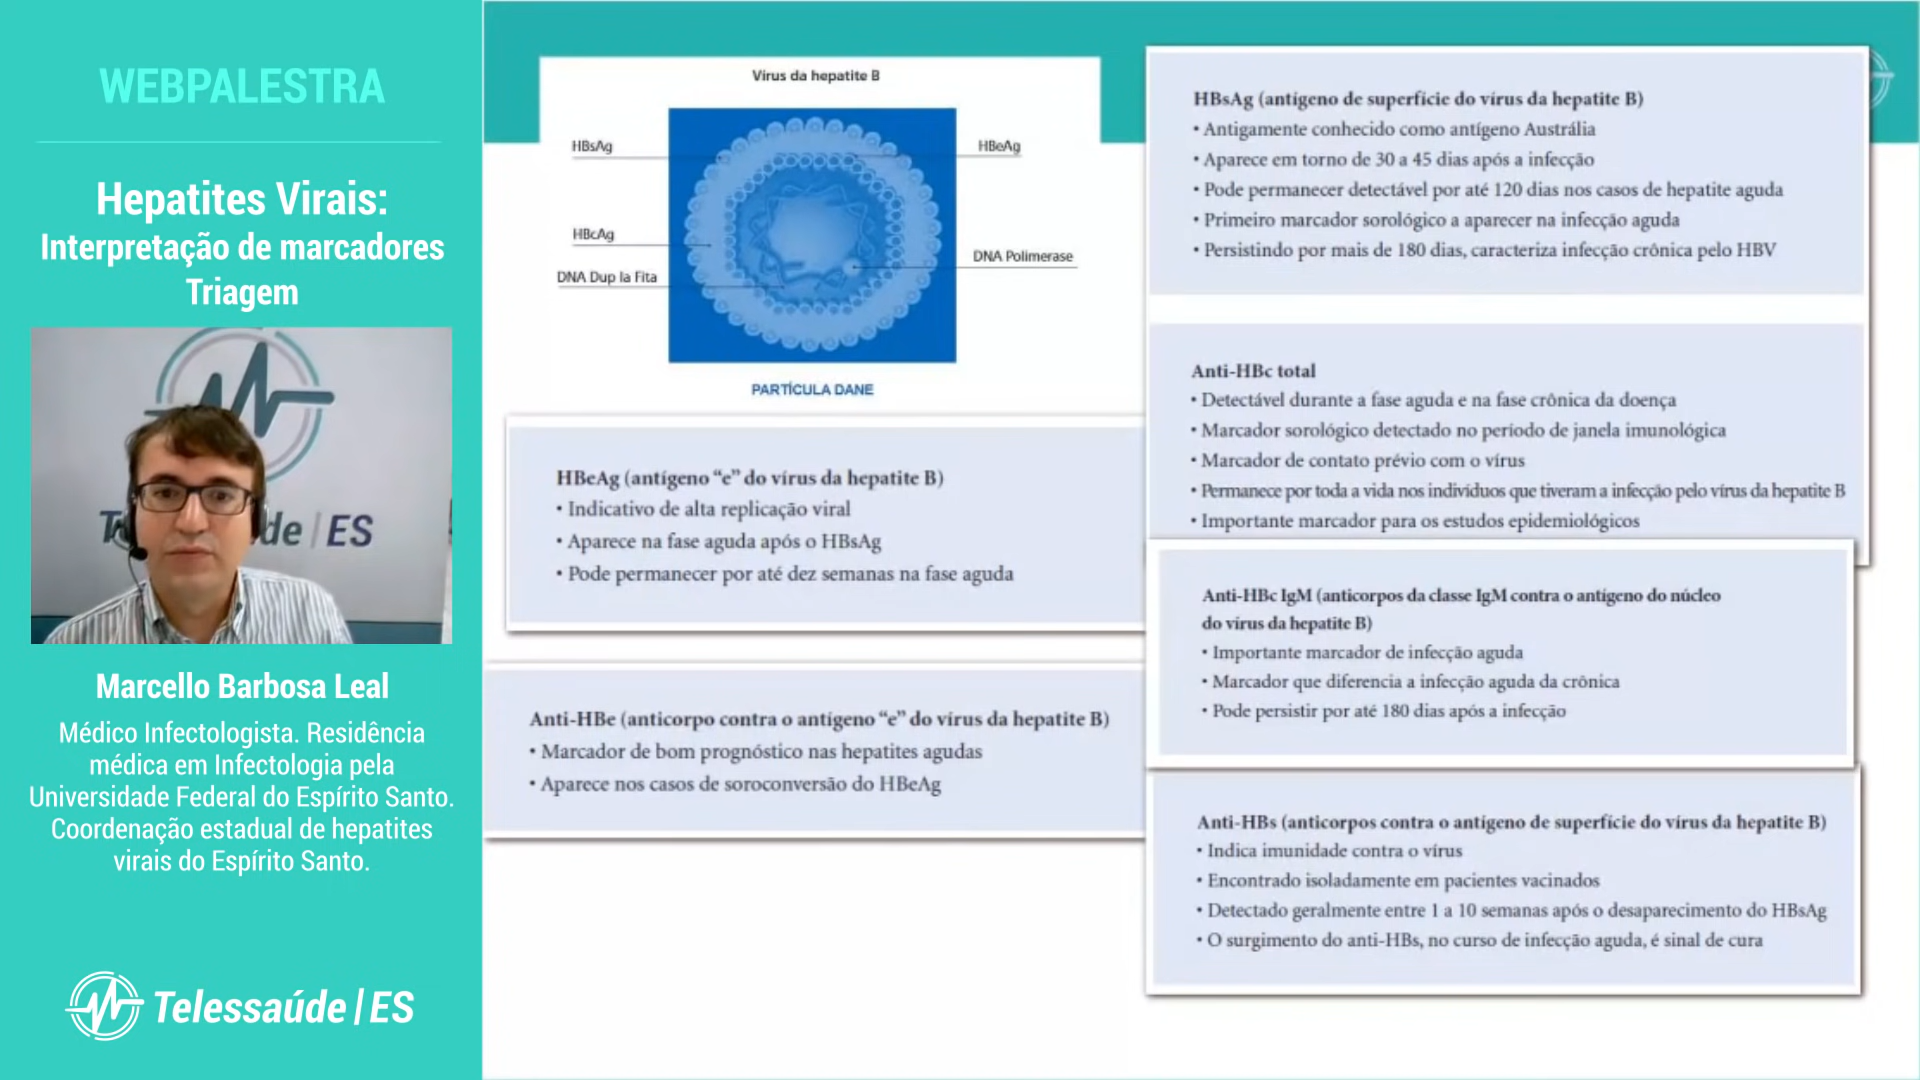 WEBPALESTRA
Hepatites Virais:
Interpretação de marcadores
Triagem
de | ES
Marcello Barbosa Leal
Médico Infectologista. Residência
médica em Infectologia pela
Universidade Federal do Espírito Santo.
Coordenação estadual de hepatites
virais do Espírito Santo.
Telessaúde | ES
Vírus da hepatite B
HBsAg
HBeAg
HBcAg
DNA Polimerase
DNA Dup la Fita
PARTÍCULA DANE
HBeAg (antígeno “e” do vírus da hepatite B)
• Indicativo de alta replicação viral
• Aparece na fase aguda após o HBsAg
• Pode permanecer por até dez semanas na fase aguda
Anti-HBe (anticorpo contra o antígeno “e” do vírus da hepatite B)
• Marcador de bom prognóstico nas hepatites agudas
• Aparece nos casos de soroconversão do HBeAg
HBsAg (antígeno de superfície do vírus da hepatite B)
• Antigamente conhecido como antígeno Austrália
• Aparece em torno de 30 a 45 dias após a infecção
• Pode permanecer detectável por até 120 dias nos casos de hepatite aguda
• Primeiro marcador sorológico a aparecer na infecção aguda
• Persistindo por mais de 180 dias, caracteriza infecção crônica pelo HBV
Anti-HBc total
• Detectável durante a fase aguda e na fase crônica da doença
• Marcador sorológico detectado no período de janela imunológica
• Marcador de contato prévio com o vírus
• Permanece por toda a vida nos indivíduos que tiveram a infecção pelo vírus da hepatite B
• Importante marcador para os estudos epidemiológicos
Anti-HBc IgM (anticorpos da classe IgM contra o antígeno do núcleo
do vírus da hepatite B)
• Importante marcador de infecção aguda
• Marcador que diferencia a infecção aguda da crônica
• Pode persistir por até 180 dias após a infecção
Anti-HBs (anticorpos contra o antígeno de superfície do vírus da hepatite B)
• Indica imunidade contra o vírus
• Encontrado isoladamente em pacientes vacinados
• Detectado geralmente entre 1 a 10 semanas após o desaparecimento do HBsAg
• O surgimento do anti-HBs, no curso de infecção aguda, é sinal de cura